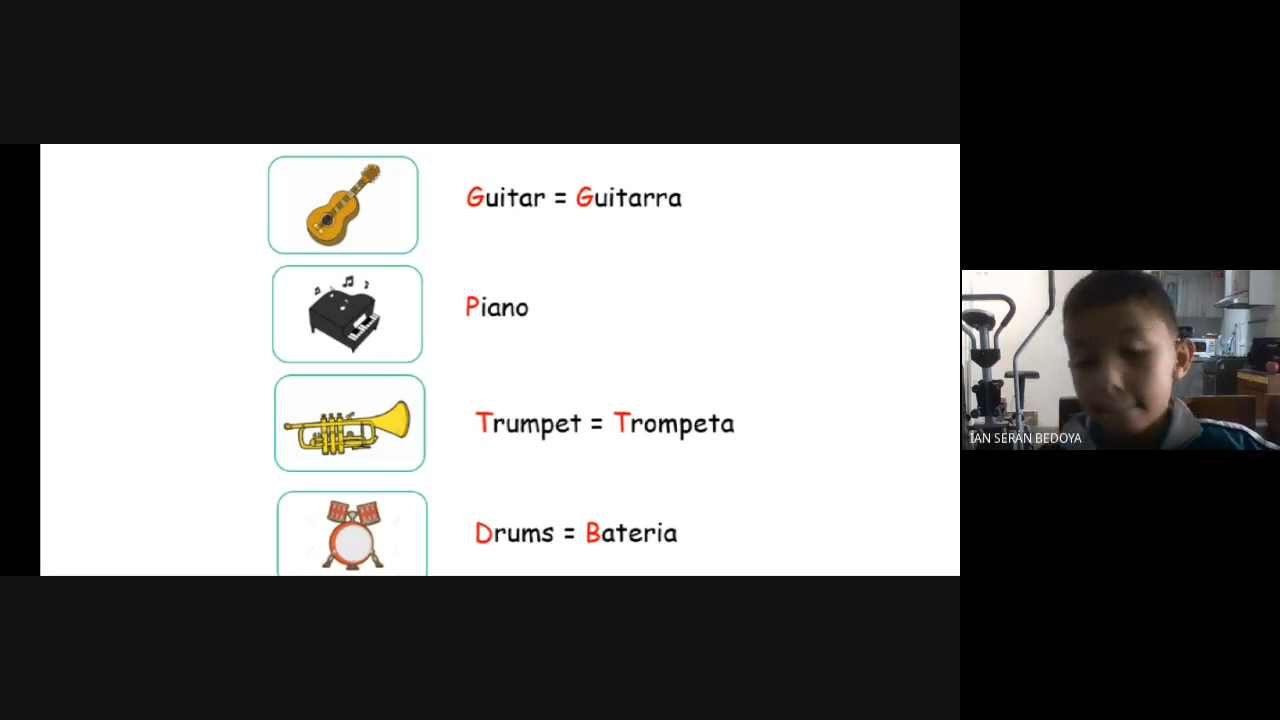 Guitar = Guitarra
Piano
Trumpet = Trompeta
Drums = Bateria
IAN SERÁN BEDOYA